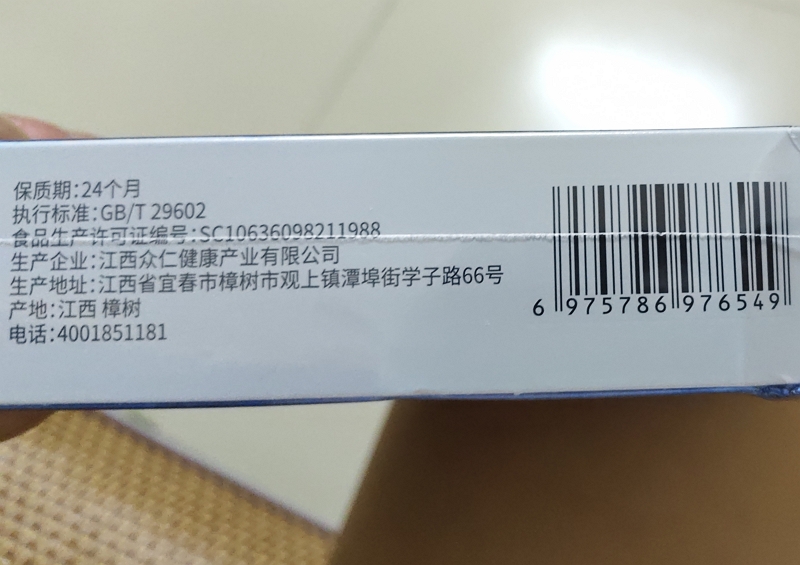 保质期:24个月
执行标准:GB/T 29602
食品生产许可证编号:SC10636098211988
生产企业:江西众仁健康产业有限公司
生产地址:江西省宜春市樟树市观上镇潭埠街学子路66号
产地:江西 樟树
电话:4001851181
6 975786 976549